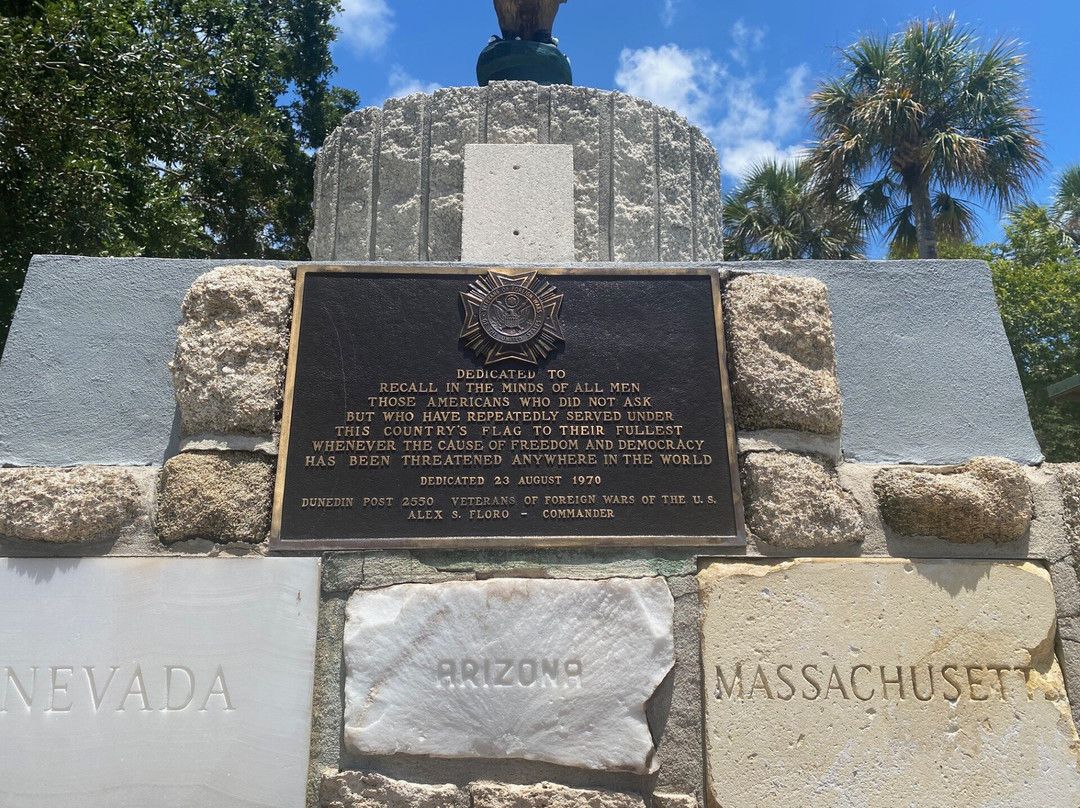 DEDICATED TO
RECALL IN THE MINDS OF ALL MEN
THOSE AMERICANS WHO DID NOT ASK
BUT WHO HAVE REPEATEDLY SERVED UNDER
THIS COUNTRY'S FLAG TO THEIR FULLEST
WHENEVER THE CAUSE OF FREEDOM AND DEMOCRACY
HAS BEEN THREATENED ANYWHERE IN THE WORLD
DEDICATED 23 AUGUST 1970
DUNEDIN POST 2550 VETERANS OF FOREIGN WARS OF THE U.S.
ALEX S. FLORO - COMMANDER
NEVADA
ARIZONA
MASSACHUSETT